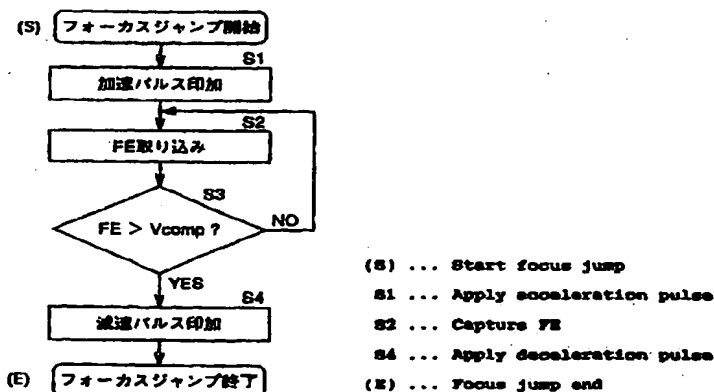 (S) フォーカスジャンプ開始
S1
加速パルス印加
S2
FE取り込み
S3
FE > Vcomp ?
NO
YES
S4
減速パルス印加
(E) フォーカスジャンプ終了
(S) ... Start focus jump
S1 ... Apply acceleration pulse
S2 ... Capture FE
S4 ... Apply deceleration pulse
(E) ... Focus jump end